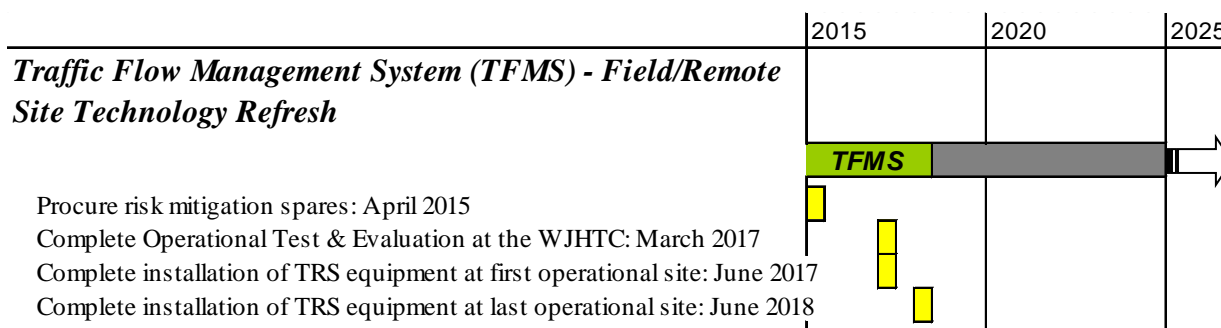 2015 2020 2025
Traffic Flow Management System (TFMS) - Field/Remote
Site Technology Refresh
TFMS
Procure risk mitigation spares: April 2015
Complete Operational Test & Evaluation at the WJHTC: March 2017
Complete installation of TRS equipment at first operational site: June 2017
Complete installation of TRS equipment at last operational site: June 2018